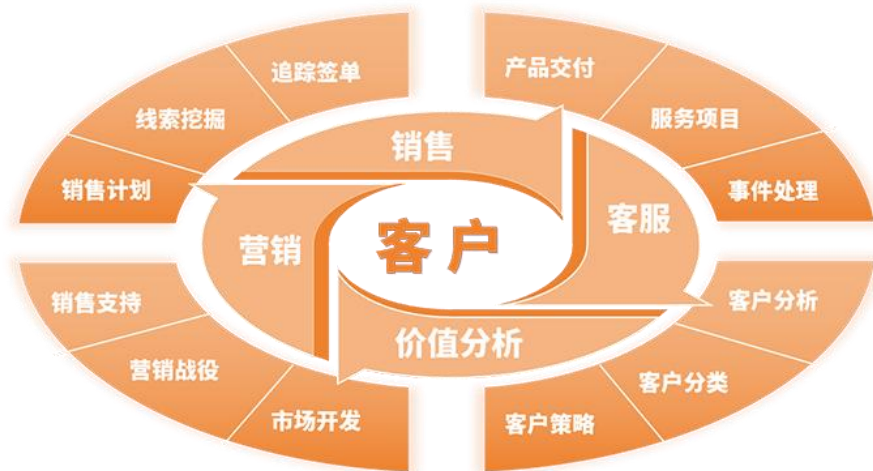 追踪签单
产品交付
线索挖掘
服务项目
销售
销售计划
事件处理
客服
营销
客户
销售支持
客户分析
价值分析
营销战役
客户分类
市场开发
客户策略